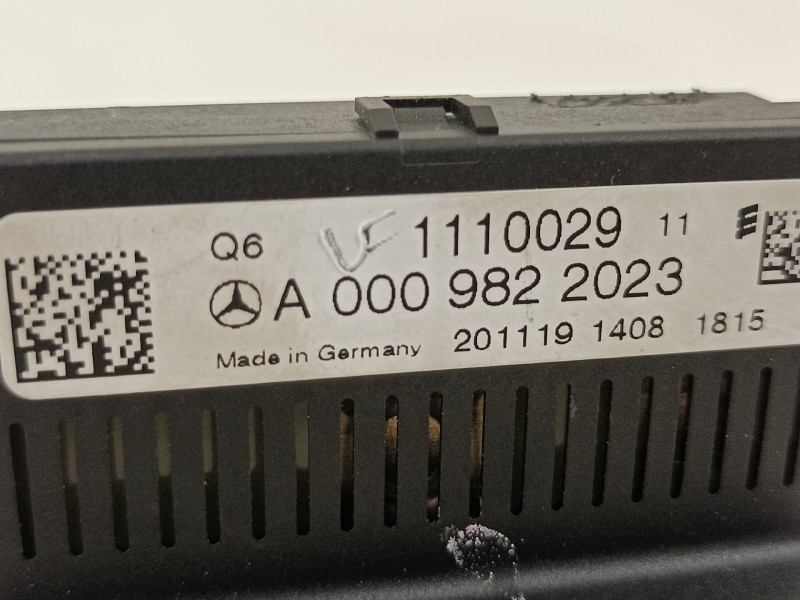 Q6 1110029 11 E
A 000 982 2023
Made in Germany 201119 1408 1815